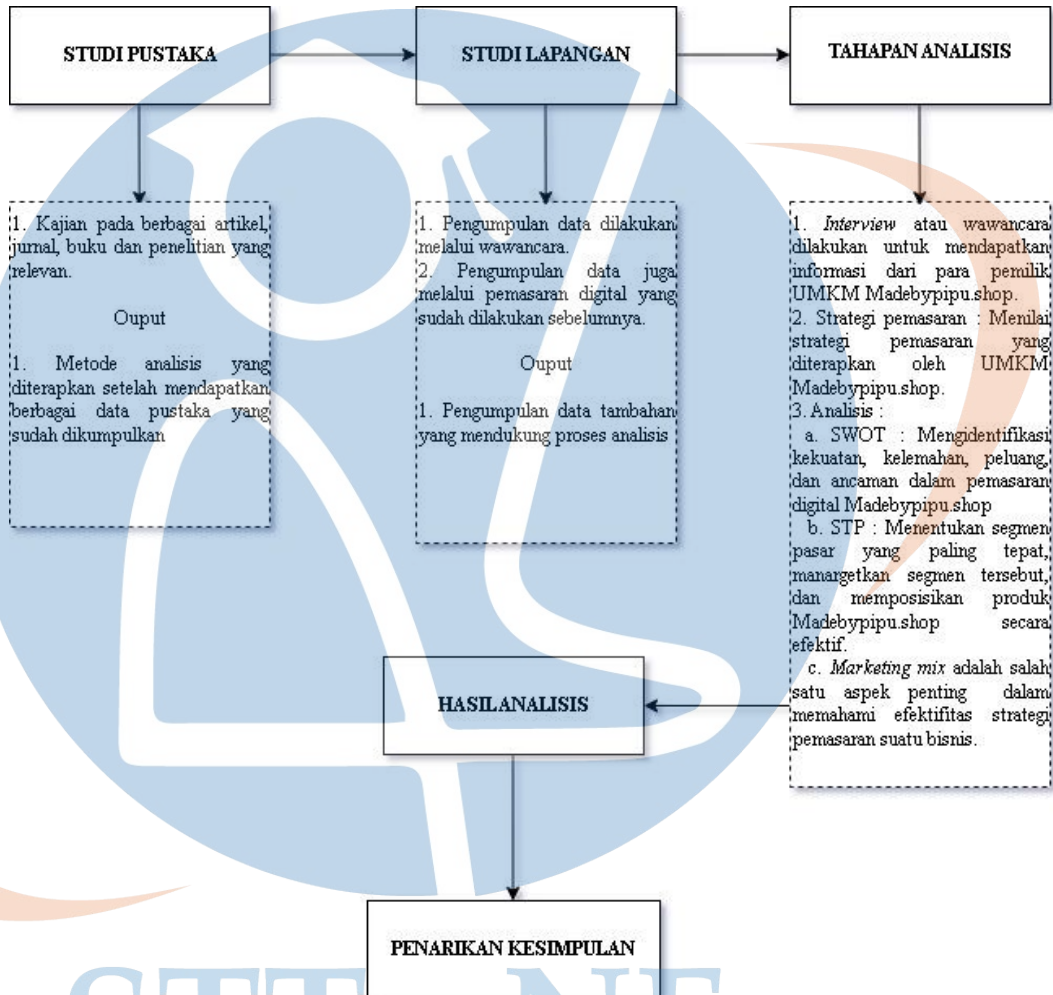 STUDI PUSTAKA
STUDI LAPANGAN
TAHAPAN ANALISIS
1. Kajian pada berbagai artikel,
jurnal, buku dan penelitian yang
relevan.
Ouput
1. Metode analisis yang
diterapkan setelah mendapatkan
berbagai data pustaka yang
sudah dikumpulkan
1. Pengumpulan data dilakukan
melalui wawancara.
2. Pengumpulan data juga
melalui pemasaran digital yang
sudah dilakukan sebelumnya.
Ouput
1. Pengumpulan data tambahan
yang mendukung proses analisis
1. Interview atau wawancara
dilakukan untuk mendapatkan
informasi dari para pemilik
UMKM Madebypipu.shop.
2. Strategi pemasaran : Menilai
strategi pemasaran yang
diterapkan oleh UMKM
Madebypipu.shop.
3. Analisis :
a. SWOT : Mengidentifikasi
kekuatan, kelemahan, peluang,
dan ancaman dalam pemasaran
digital Madebypipu.shop
b. STP : Menentukan segmen
pasar yang paling tepat,
manargetkan segmen tersebut,
dan memposisikan produk
Madebypipu.shop secara
efektif.
c. Marketing mix adalah salah
satu aspek penting dalam
memahami efektifitas strategi
pemasaran suatu bisnis.
HASILANALISIS
PENARIKAN KESIMPULAN